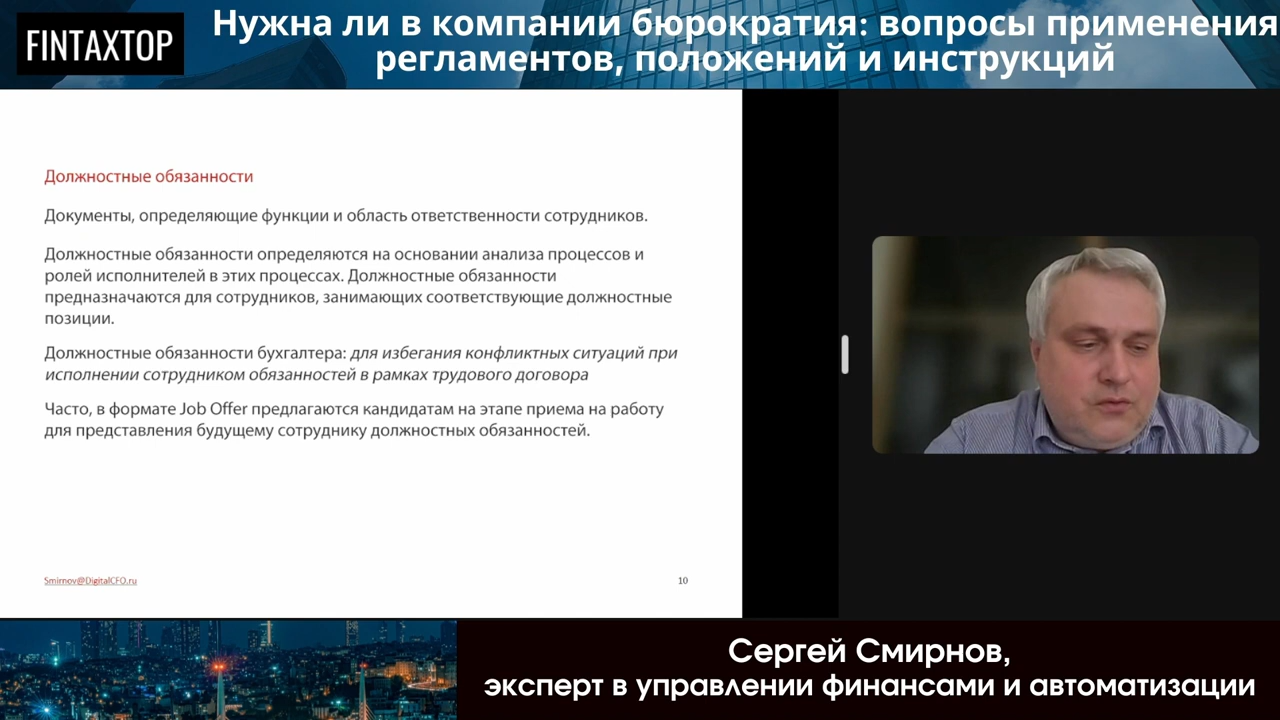 FINTAXTOP
Нужна ли в компании бюрократия: вопросы применения
регламентов, положений и инструкций
Должностные обязанности
Документы, определяющие функции и область ответственности сотрудников.
Должностные обязанности определяются на основании анализа процессов и
ролей исполнителей в этих процессах. Должностные обязанности
предназначаются для сотрудников, занимающих соответствующие должностные
позиции.
Должностные обязанности бухгалтера: для избегания конфликтных ситуаций при
исполнении сотрудником обязанностей в рамках трудового договора
Часто, в формате Job Offer предлагаются кандидатам на этапе приема на работу
для представления будущему сотруднику должностных обязанностей.
Smirnov@DigitalCFO.ru
10
Сергей Смирнов,
эксперт в управлении финансами и автоматизации